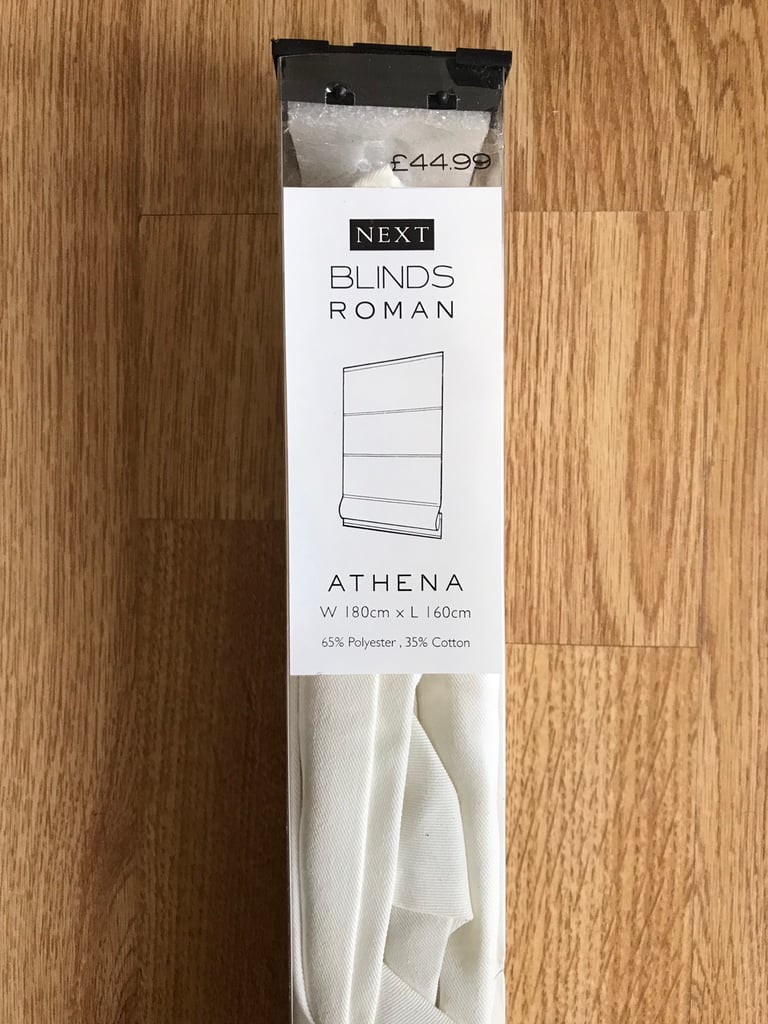 £44.99
NEXT
BLINDS
ROMAN
ATHENA
W 180cm x L 160cm
65% Polyester , 35% Cotton